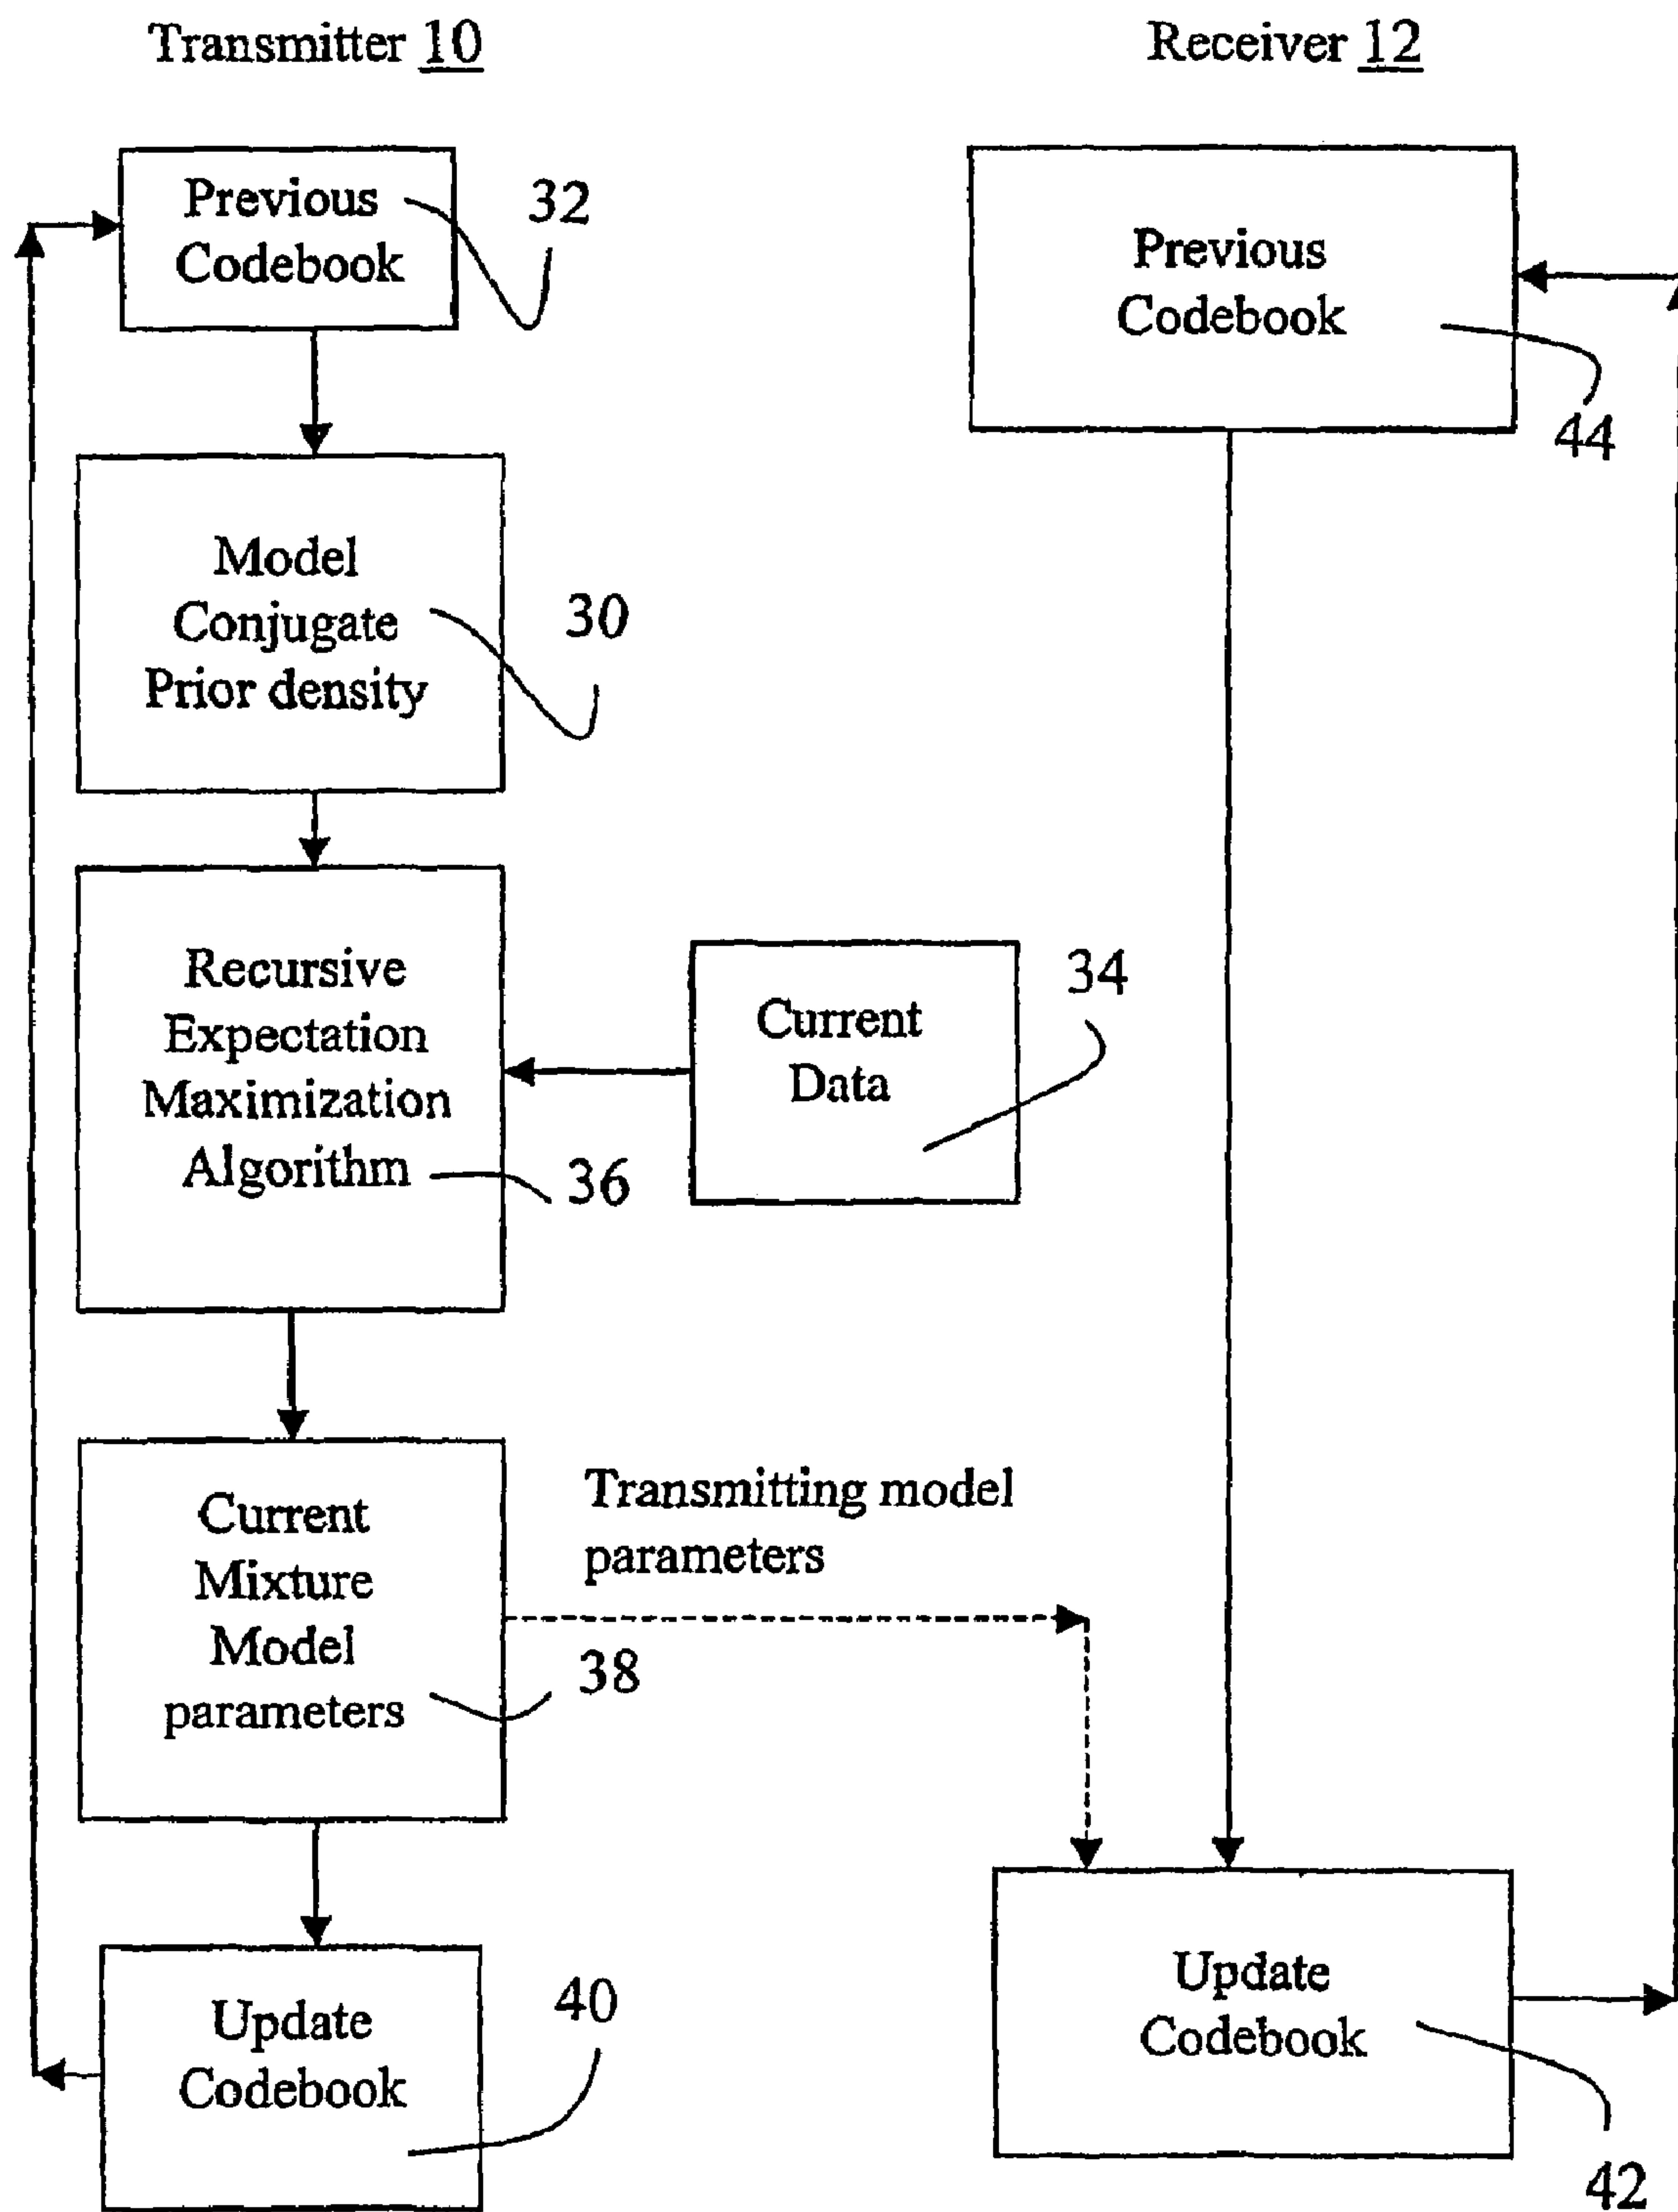 Transmitter 10
Receiver 12
Previous
Codebook
32
Previous
Codebook
44
Model
Conjugate
Prior density
30
Recursive
Expectation
Maximization
Algorithm
36
Current
Data
34
Current
Mixture
Model
parameters
38
Transmitting model
parameters
Update
Codebook
40
Update
Codebook
42